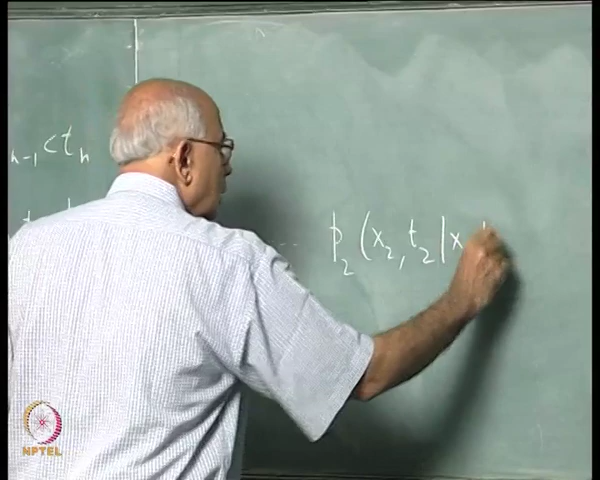 n-1 < t_n
p_2 (x_2, t_2 | x
NPTEL